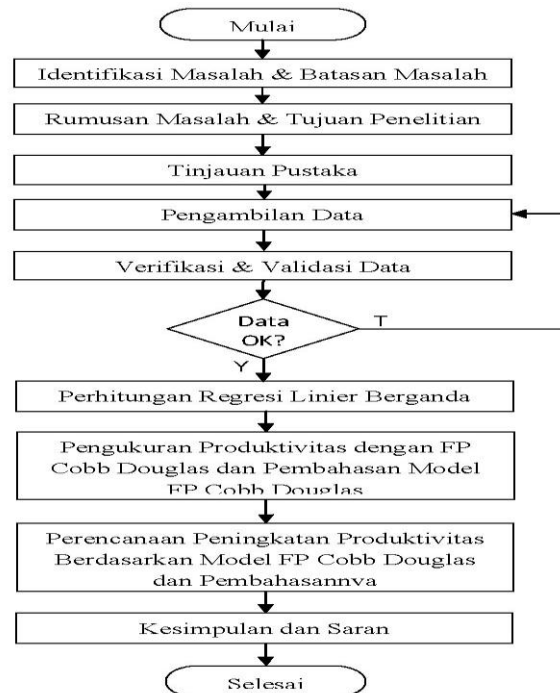 Mulai
Identifikasi Masalah & Batasan Masalah
Rumusan Masalah & Tujuan Penelitian
Tinjauan Pustaka
Pengambilan Data
Verifikasi & Validasi Data
Data
OK?
T
Y
Perhitungan Regresi Linier Berganda
Pengukuran Produktivitas dengan FP
Cobb Douglas dan Pembahasan Model
FP Cobb Douglas
Perencanaan Peningkatan Produktivitas
Berdasarkan Model FP Cobb Douglas
dan Pembahasannya
Kesimpulan dan Saran
Selesai